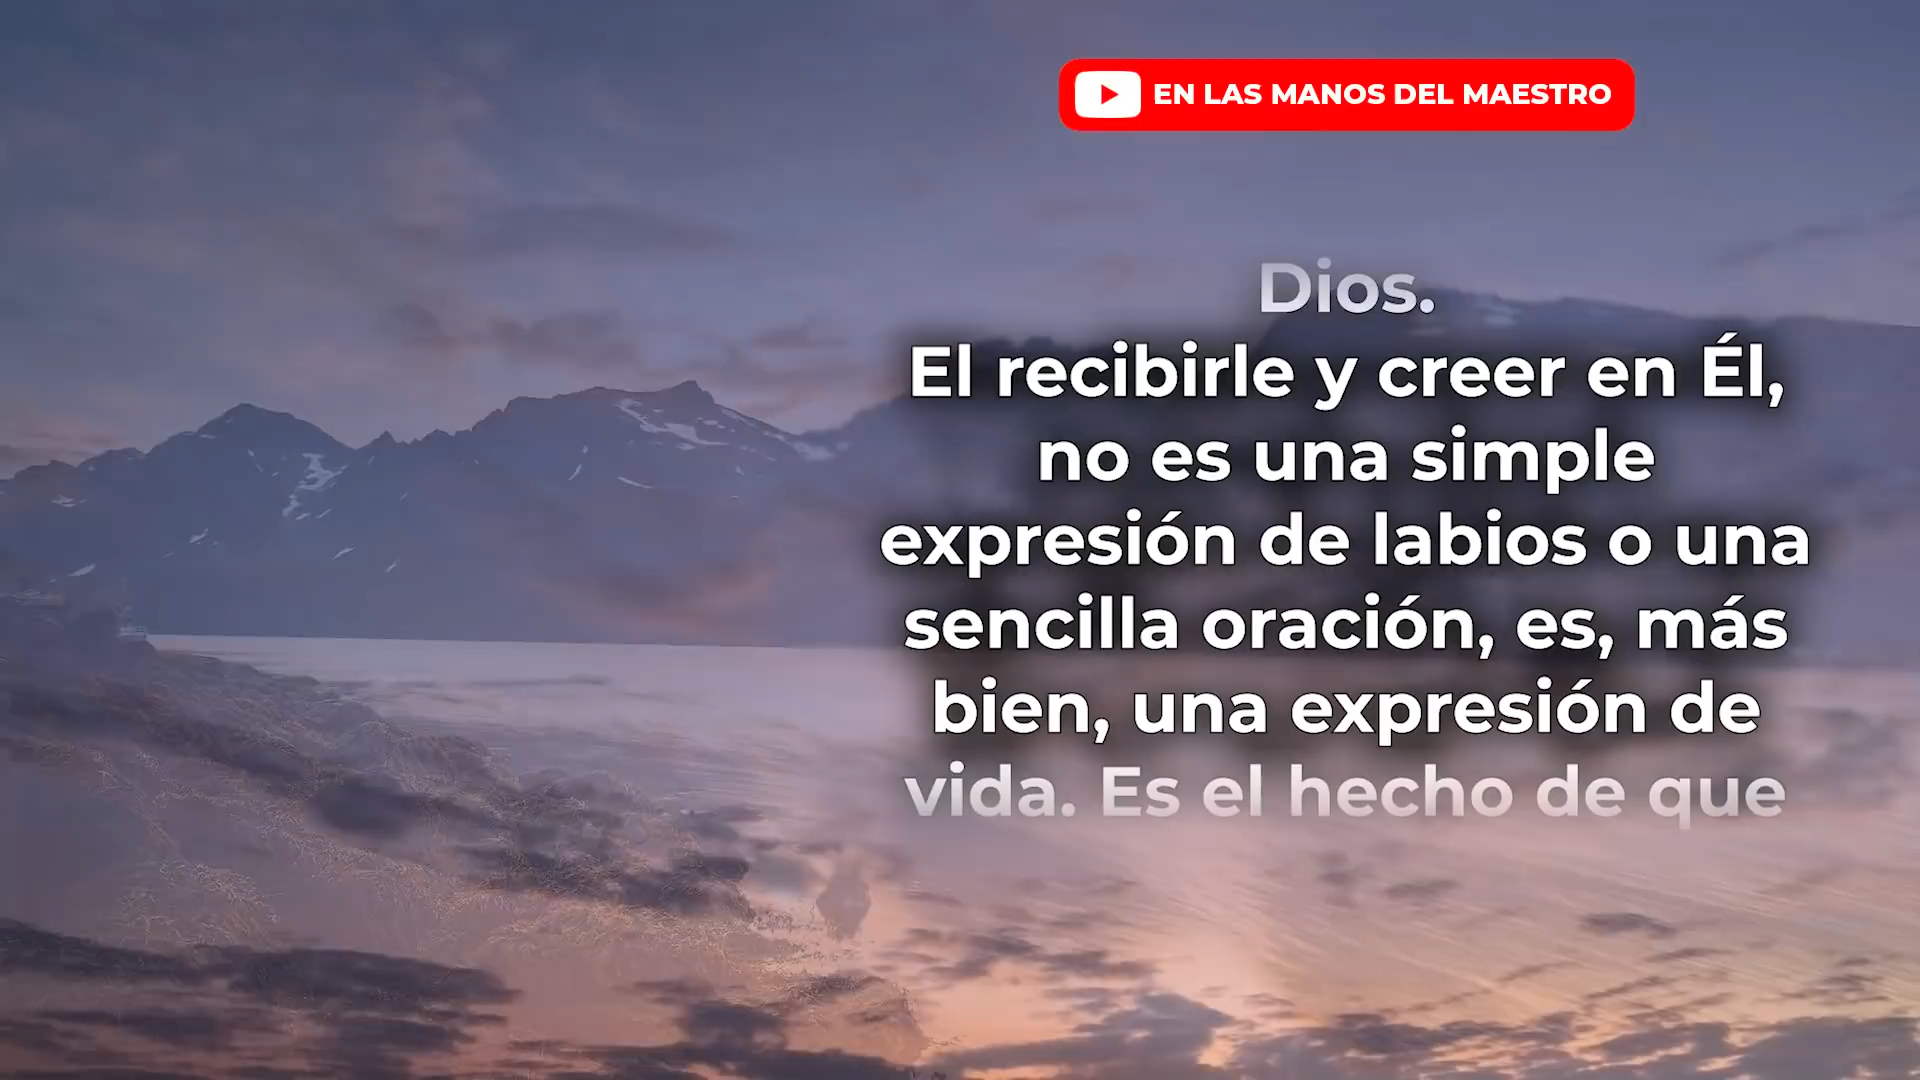 EN LAS MANOS DEL MAESTRO
Dios.
El recibirle y creer en Él,
no es una simple
expresión de labios o una
sencilla oración, es, más
bien, una expresión de
vida. Es el hecho de que